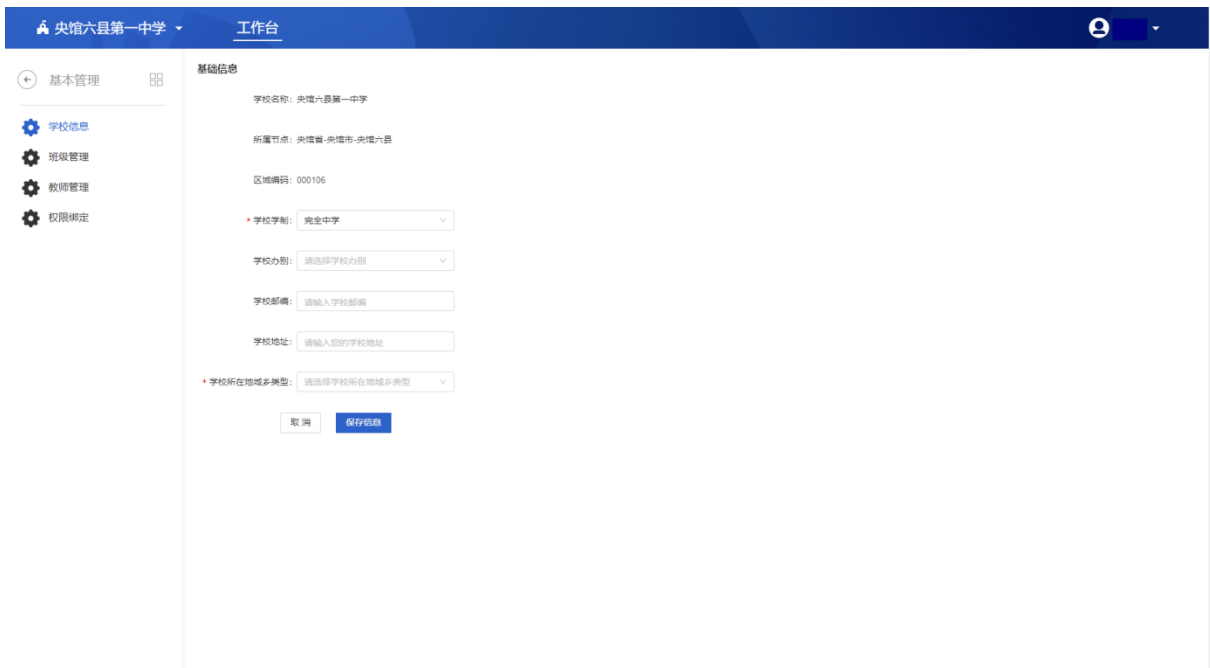 央馆六县第一中学 工作台
基本管理
学校信息
班级管理
教师管理
权限绑定
基础信息
学校名称: 央馆六县第一中学
所属节点: 央馆省-央馆市-央馆六县
区域编码: 000106
* 学校学制: 完全中学
学校办别: 请选择学校办别
学校邮编: 请输入学校邮编
学校地址: 请输入您的学校地址
* 学校所在地城乡类型: 请选择学校所在地城乡类型
取 消 保存信息